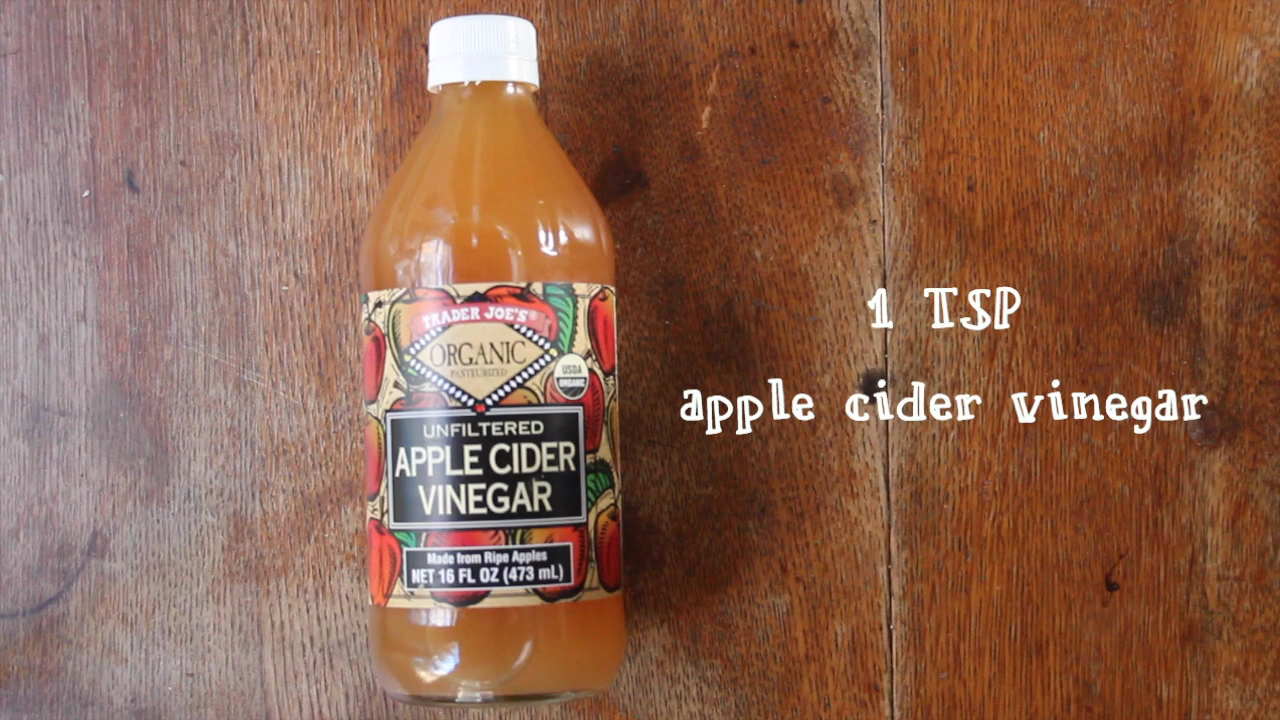 TRADER JOE'S®
ORGANIC
PASTEURIZED
USDA
ORGANIC
UNFILTERED
APPLE CIDER
VINEGAR
Made from Ripe Apples
NET 16 FL OZ (473 mL)
1 TSP
apple cider vinegar